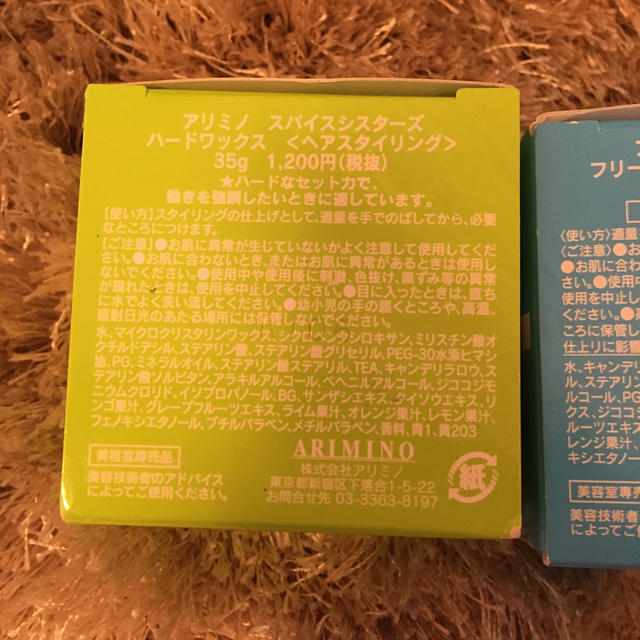 アリミノ スパイスシスターズ
ハードワックス 〈ヘアスタイリング〉
35g 1,200円(税抜)
★ハードなセット力で、
動きを強調したいときに適しています。
【使い方】スタイリングの仕上げとして、適量を手でのばしてから、必要
なところにつけます。
【ご注意】●お肌に異常が生じていないかよく注意して使用してくだ
さい。●お肌に合わないとき、またはお肌に異常があるときは使用し
ないでください。●使用中や使用後に刺激、色抜け、黒ずみ等の異常
が現れたときは、使用を中止してください。●目に入ったときは、直ち
に水でよく洗い流してください。●幼小児の手の届くところや、高温、
直射日光のあたる場所には保管しないでください。
水、マイクロクリスタリンワックス、シクロペンタシロキサン、ミリスチン酸オ
クチルドデシル、ステアリン酸、ステアリン酸グリセリル、PEG-30水添ヒマシ
油、PG、ミネラルオイル、ステアリン酸ステアリル、TEA、キャンデリラロウ、
ステアリン酸ソルビタン、アラキルアルコール、ベヘニルアルコール、ジココジモ
ニウムクロリド、イソプロパノール、BG、サンザシエキス、ダイソウエキス、リン
ゴ果汁、グレープフルーツエキス、ライム果汁、オレンジ果汁、レモン果汁、
フェノキシエタノール、ブチルパラベン、メチルパラベン、香料、青1、黄203
美容室専売品
美容技術者のアドバイス
によってご使用ください。
ARIMINO
株式会社アリミノ
東京都新宿区下落合1-5-22
お問合せ先 03-3363-8197
紙
フリー
〈使い方〉適量
〈ご注意〉●お
い。●お肌に合
でください。●使
れたときは、使用
使用を中止し
ところに保管し
仕上りに影響
水、キャンデリ
ル、ステアリ
酸
ココジ
ル、PG
キス、
ルーツエキ
レンジ果汁、
キシエタノー
美容室専
美容技術者
によってご使